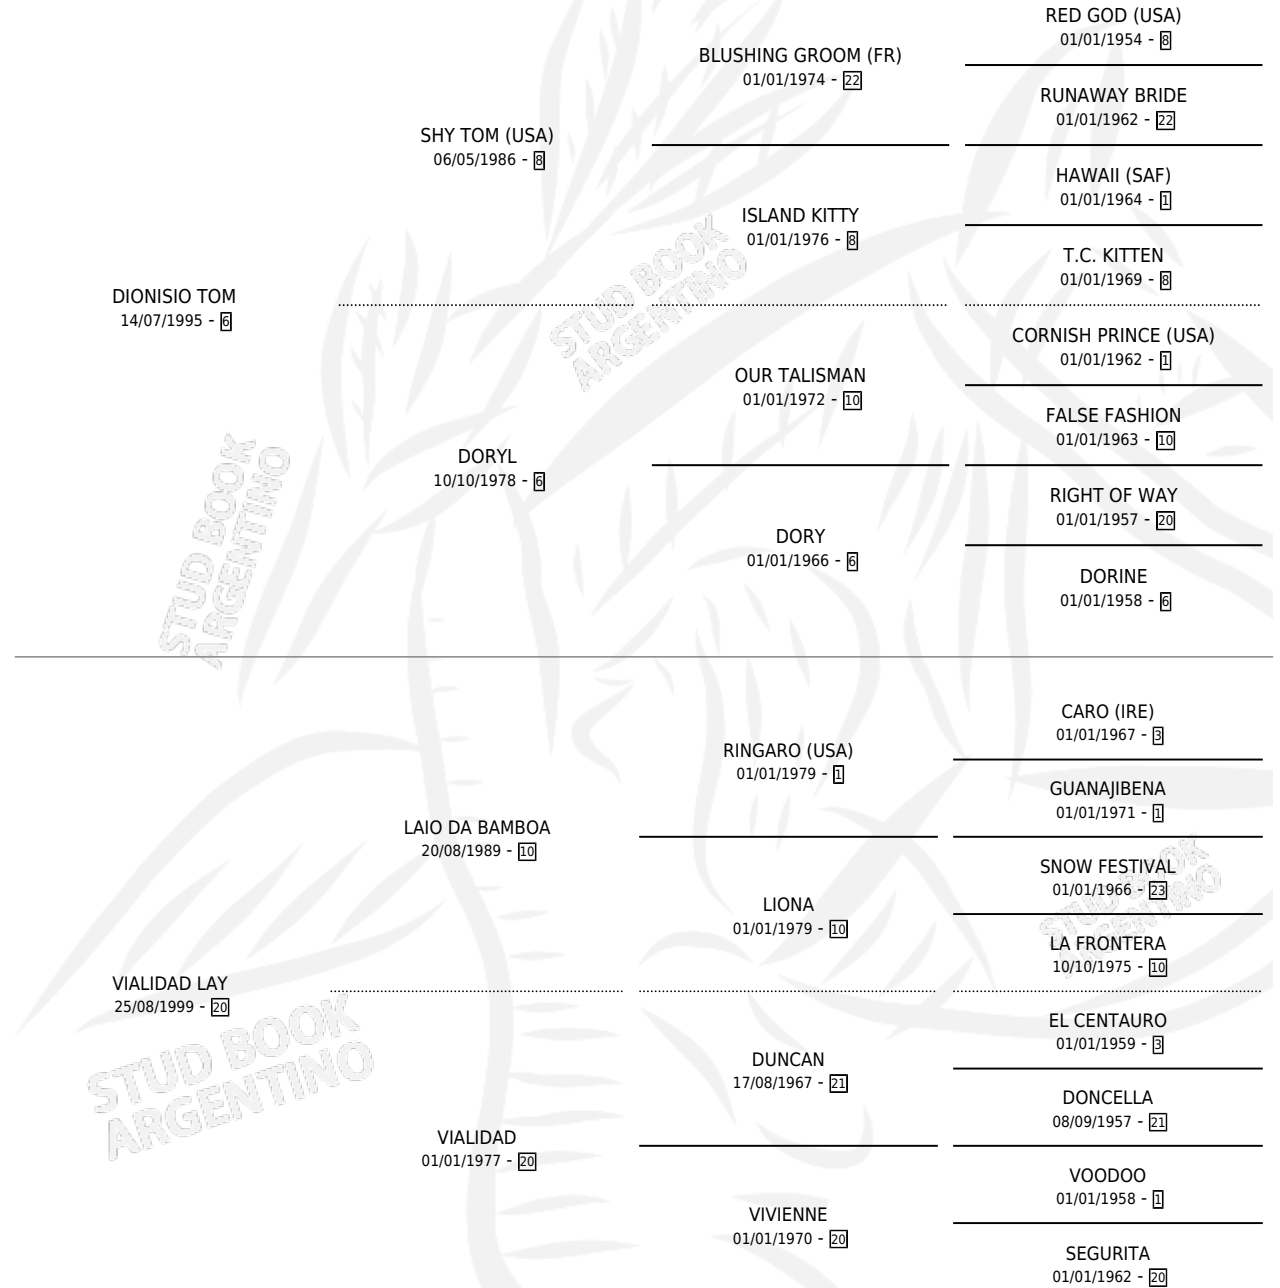 RED GOD (USA)
01/01/1954 - 8
BLUSHING GROOM (FR)
01/01/1974 - 22
RUNAWAY BRIDE
01/01/1962 - 22
SHY TOM (USA)
06/05/1986 - 8
HAWAII (SAF)
01/01/1964 - 1
ISLAND KITTY
01/01/1976 - 8
T.C. KITTEN
01/01/1969 - 8
DIONISIO TOM
14/07/1995 - 6
STUD BOOK
ARGENTINO
CORNISH PRINCE (USA)
01/01/1962 - 1
OUR TALISMAN
01/01/1972 - 10
FALSE FASHION
01/01/1963 - 10
DORYL
10/10/1978 - 6
RIGHT OF WAY
01/01/1957 - 20
DORY
01/01/1966 - 6
DORINE
01/01/1958 - 6
STUD BOOK
ARGENTINO
CARO (IRE)
01/01/1967 - 3
RINGARO (USA)
01/01/1979 - 1
GUANAJIBENA
01/01/1971 - 1
LAIO DA BAMBOA
20/08/1989 - 10
SNOW FESTIVAL
01/01/1966 - 23
LIONA
01/01/1979 - 10
LA FRONTERA
10/10/1975 - 10
STUD BOOK
ARGENTINO
VIALIDAD LAY
25/08/1999 - 20
EL CENTAURO
01/01/1959 - 3
DUNCAN
17/08/1967 - 21
DONCELLA
08/09/1957 - 21
STUD BOOK
ARGENTINO
VIALIDAD
01/01/1977 - 20
VOODOO
01/01/1958 - 1
VIVIENNE
01/01/1970 - 20
SEGURITA
01/01/1962 - 20